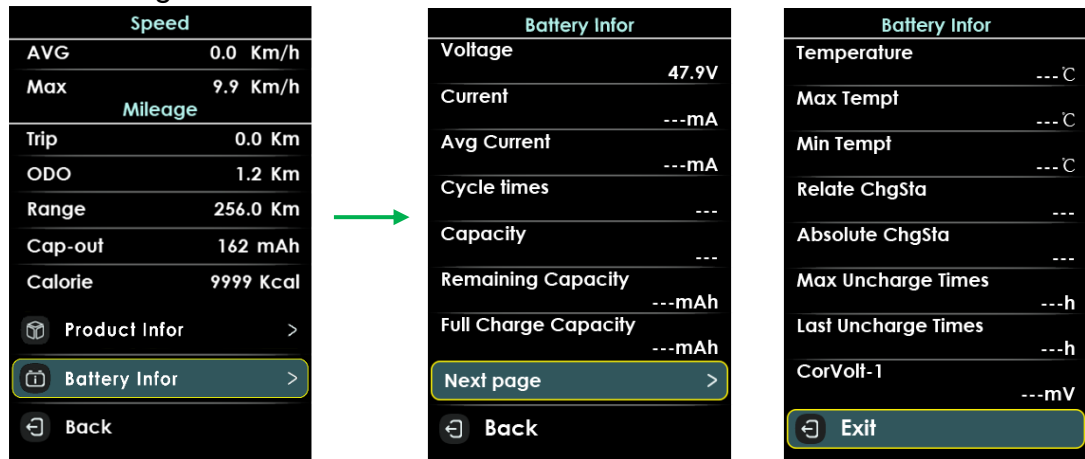 Speed
AVG 0.0 Km/h
Max 9.9 Km/h
Mileage
Trip 0.0 Km
ODO 1.2 Km
Range 256.0 Km
Cap-out 162 mAh
Calorie 9999 Kcal
Product Infor >
Battery Infor >
Back
Battery Infor
Voltage
47.9V
Current
---mA
Avg Current
---mA
Cycle times
---
Capacity
---
Remaining Capacity
---mAh
Full Charge Capacity
---mAh
Next page >
Back
Battery Infor
Temperature
---℃
Max Tempt
---℃
Min Tempt
---℃
Relate ChgSta
---
Absolute ChgSta
---
Max Uncharge Times
---h
Last Uncharge Times
---h
CorVolt-1
---mV
Exit